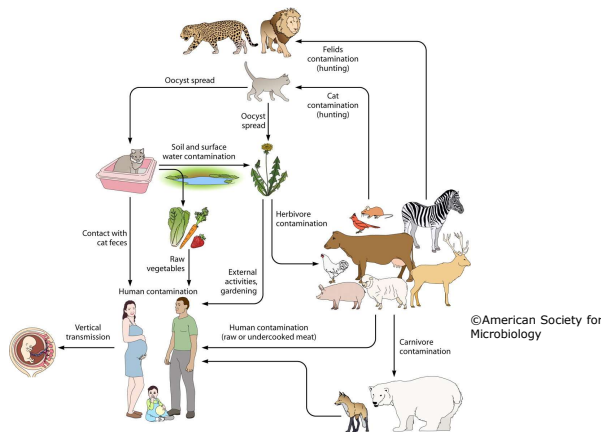 Felids
contamination
(hunting)
Oocyst spread
Cat
contamination
(hunting)
Oocyst
spread
Soil and surface
water contamination
Herbivore
contamination
Contact with
cat feces
Raw
vegetables
External
activities,
gardening
Human contamination
©American Society for
Microbiology
Vertical
transmission
Human contamination
(raw or undercooked meat)
Carnivore
contamination